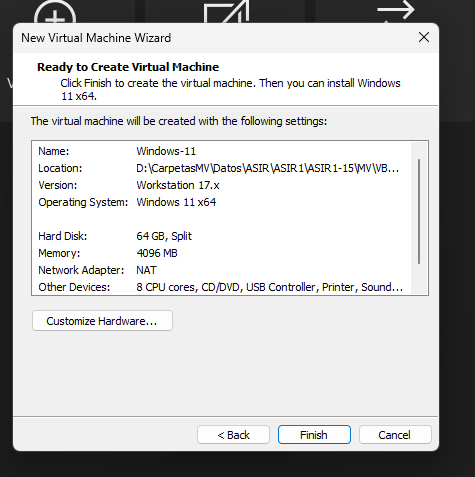 New Virtual Machine Wizard
Ready to Create Virtual Machine
Click Finish to create the virtual machine. Then you can install Windows
11 x64.
The virtual machine will be created with the following settings:
Name: Windows-11
Location: D:\CarpetasMV\Datos\ASIR\ASIR1\ASIR1-15\MV\VB...
Version: Workstation 17.x
Operating System: Windows 11 x64
Hard Disk: 64 GB, Split
Memory: 4096 MB
Network Adapter: NAT
Other Devices: 8 CPU cores, CD/DVD, USB Controller, Printer, Sound...
Customize Hardware...
< Back
Finish
Cancel